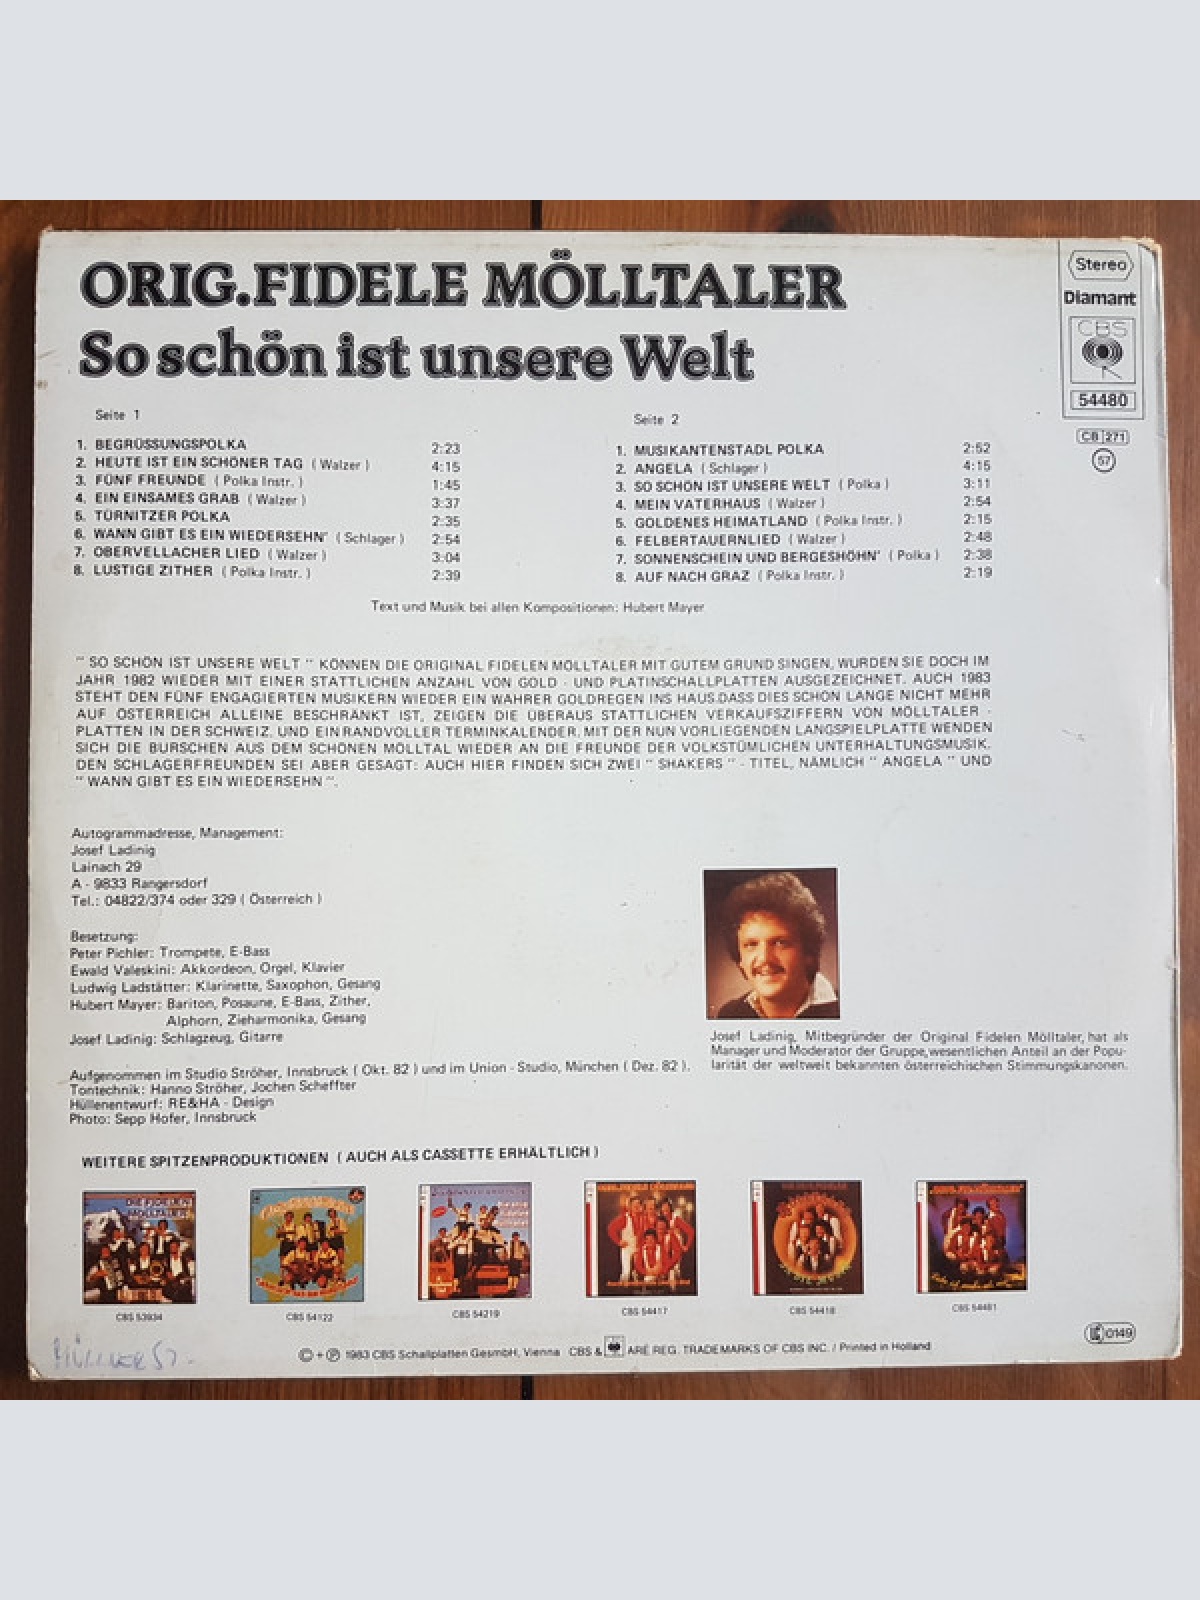 ORIG.FIDELE MÖLLTALER
So schön ist unsere Welt
Stereo
Diamant
CBS
54480
CB 271
57
Seite 1
1. BEGRÜSSUNGSPOLKA 2:23
2. HEUTE IST EIN SCHÖNER TAG ( Walzer ) 4:15
3. FÜNF FREUNDE ( Polka Instr. ) 1:45
4. EIN EINSAMES GRAB ( Walzer ) 3:37
5. TÜRNITZER POLKA 2:35
6. WANN GIBT ES EIN WIEDERSEHN' ( Schlager ) 2:54
7. OBERVELLACHER LIED ( Walzer ) 3:04
8. LUSTIGE ZITHER ( Polka Instr. ) 2:39
Seite 2
1. MUSIKANTENSTADL POLKA 2:52
2. ANGELA ( Schlager ) 4:15
3. SO SCHÖN IST UNSERE WELT ( Polka ) 3:11
4. MEIN VATERHAUS ( Walzer ) 2:54
5. GOLDENES HEIMATLAND ( Polka Instr. ) 2:15
6. FELBERTAUERNLIED ( Walzer ) 2:48
7. SONNENSCHEIN UND BERGESHÖHN' ( Polka ) 2:38
8. AUF NACH GRAZ ( Polka Instr. ) 2:19
Text und Musik bei allen Kompositionen: Hubert Mayer
" SO SCHÖN IST UNSERE WELT " KÖNNEN DIE ORIGINAL FIDELEN MÖLLTALER MIT GUTEM GRUND SINGEN, WURDEN SIE DOCH IM
JAHR 1982 WIEDER MIT EINER STATTLICHEN ANZAHL VON GOLD - UND PLATINSCHALLPLATTEN AUSGEZEICHNET. AUCH 1983
STEHT DEN FÜNF ENGAGIERTEN MUSIKERN WIEDER EIN WAHRER GOLDREGEN INS HAUS.DASS DIES SCHON LANGE NICHT MEHR
AUF ÖSTERREICH ALLEINE BESCHRÄNKT IST, ZEIGEN DIE ÜBERAUS STATTLICHEN VERKAUFSZIFFERN VON MÖLLTALER -
PLATTEN IN DER SCHWEIZ. UND EIN RANDVOLLER TERMINKALENDER. MIT DER NUN VORLIEGENDEN LANGSPIELPLATTE WENDEN
SICH DIE BURSCHEN AUS DEM SCHÖNEN MÖLLTAL WIEDER AN DIE FREUNDE DER VOLKSTÜMLICHEN UNTERHALTUNGSMUSIK.
DEN SCHLAGERFREUNDEN SEI ABER GESAGT: AUCH HIER FINDEN SICH ZWEI " SHAKERS " - TITEL, NÄMLICH " ANGELA " UND
" WANN GIBT ES EIN WIEDERSEHN ".
Autogrammadresse, Management:
Josef Ladinig
Lainach 29
A - 9833 Rangersdorf
Tel.: 04822/374 oder 329 ( Österreich )
Besetzung:
Peter Pichler: Trompete, E-Bass
Ewald Valeskini: Akkordeon, Orgel, Klavier
Ludwig Ladstätter: Klarinette, Saxophon, Gesang
Hubert Mayer: Bariton, Posaune, E-Bass, Zither,
Alphorn, Zieharmonika, Gesang
Josef Ladinig: Schlagzeug, Gitarre
Aufgenommen im Studio Ströher, Innsbruck ( Okt. 82 ) und im Union - Studio, München ( Dez. 82 ).
Tontechnik: Hanno Ströher, Jochen Scheffter
Hüllenentwurf: RE&HA - Design
Photo: Sepp Hofer, Innsbruck
Josef Ladinig, Mitbegründer der Original Fidelen Mölltaler, hat als
Manager und Moderator der Gruppe,wesentlichen Anteil an der Popu-
larität der weltweit bekannten österreichischen Stimmungskanonen.
WEITERE SPITZENPRODUKTIONEN ( AUCH ALS CASSETTE ERHÄLTLICH )
DIE FIDELEN
MÖLLTALER
ORIG. FIDELE MÖLLTALER
CBS 53934
CBS 54122
CBS 54219
CBS 54417
CBS 54418
CBS 54481
0149
© + ℗ 1983 CBS Schallplatten GesmbH, Vienna CBS & ARE REG. TRADEMARKS OF CBS INC. / Printed in Holland